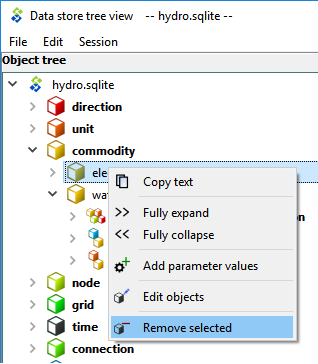 Data store tree view -- hydro.sqlite
File Edit Session
Object tree
hydro.sqlite
direction
unit
commodity
ele
Copy text
wa
Fully expand
Fully collapse
Add parameter values
Edit objects
node
grid
Remove selected
time
connection